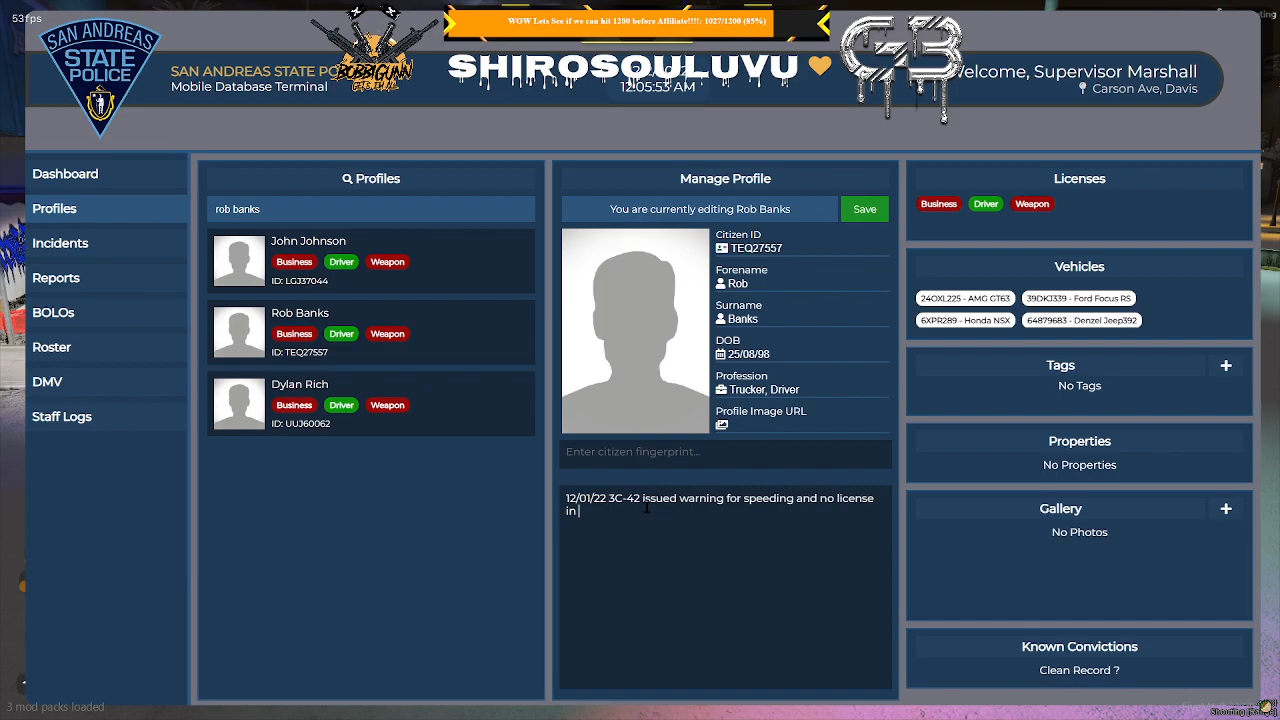 53fps
SAN ANDREAS
STATE
POLICE
SAN ANDREAS STATE PO
Mobile Database Terminal
BOBBIGUNN
GETS EM ALL
WOW Lets See if we can hit 1200 before Affiliate!!!!: 1027/1200 (85%)
SHIROSOULUVU
12:05:53 AM
GB
Welcome, Supervisor Marshall
Carson Ave, Davis
Dashboard
Profiles
Incidents
Reports
BOLOs
Roster
DMV
Staff Logs
Profiles
rob banks
John Johnson
Business Driver Weapon
ID: LGJ37044
Rob Banks
Business Driver Weapon
ID: TEQ27557
Dylan Rich
Business Driver Weapon
ID: UUJ60062
Manage Profile
You are currently editing Rob Banks
Save
Citizen ID
TEQ27557
Forename
Rob
Surname
Banks
DOB
25/08/98
Profession
Trucker, Driver
Profile Image URL
Enter citizen fingerprint...
12/01/22 3C-42 issued warning for speeding and no license
in
Licenses
Business Driver Weapon
Vehicles
24OXL225 - AMG GT63 39DKJ339 - Ford Focus RS
6XPR289 - Honda NSX 64879683 - Denzel Jeep392
Tags +
No Tags
Properties
No Properties
Gallery +
No Photos
Known Convictions
Clean Record ?
3 mod packs loaded